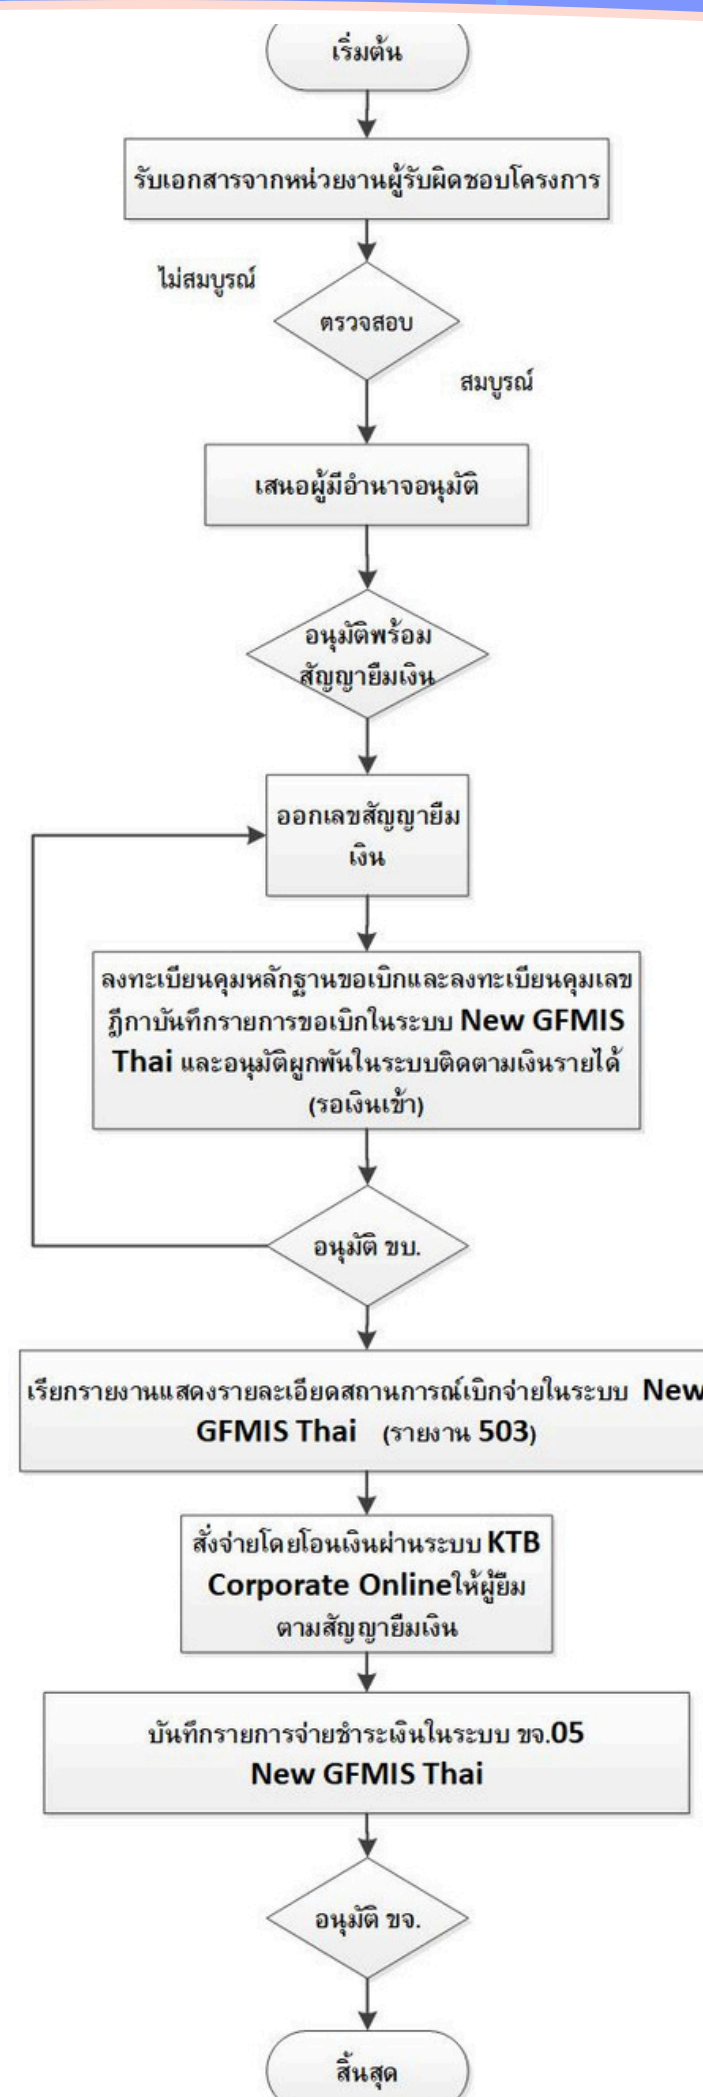 เริ่มต้น
รับเอกสารจากหน่วยงานผู้รับผิดชอบโครงการ
ไม่สมบูรณ์
ตรวจสอบ
สมบูรณ์
เสนอผู้มีอำนาจอนุมัติ
อนุมัติพร้อม
สัญญายืมเงิน
ออกเลขสัญญายืม
เงิน
ลงทะเบียนคุมหลักฐานขอเบิกและลงทะเบียนคุมเลข
ฎีกาบันทึกรายการขอเบิกในระบบ New GFMIS
Thai และอนุมัติผูกพันในระบบติดตามเงินรายได้
(รอเงินเข้า)
อนุมัติ ขบ.
เรียกรายงานแสดงรายละเอียดสถานการณ์เบิกจ่ายในระบบ New
GFMIS Thai (รายงาน 503)
สั่งจ่ายโดยโอนเงินผ่านระบบ KTB
Corporate Onlineให้ผู้ยืม
ตามสัญญายืมเงิน
บันทึกรายการจ่ายชำระเงินในระบบ ขจ.05
New GFMIS Thai
อนุมัติ ขจ.
สิ้นสุด